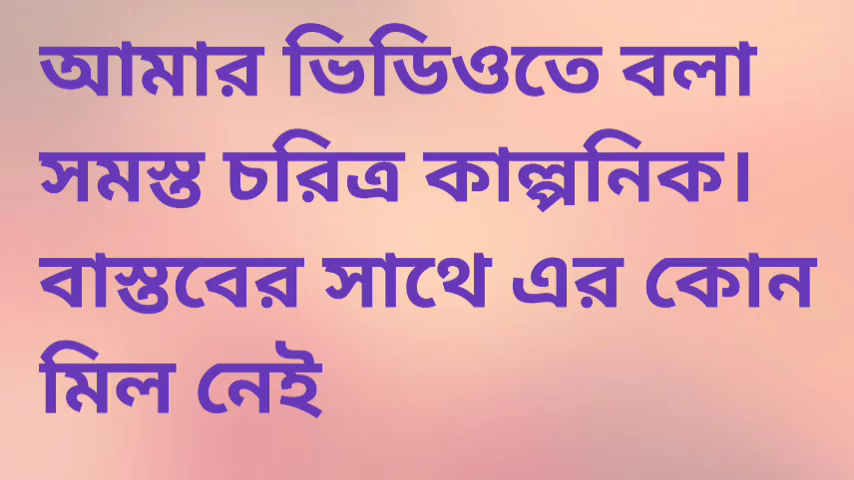 আমার ভিডিওতে বলা
সমস্ত চরিত্র কাল্পনিক।
বাস্তবের সাথে এর কোন
মিল নেই